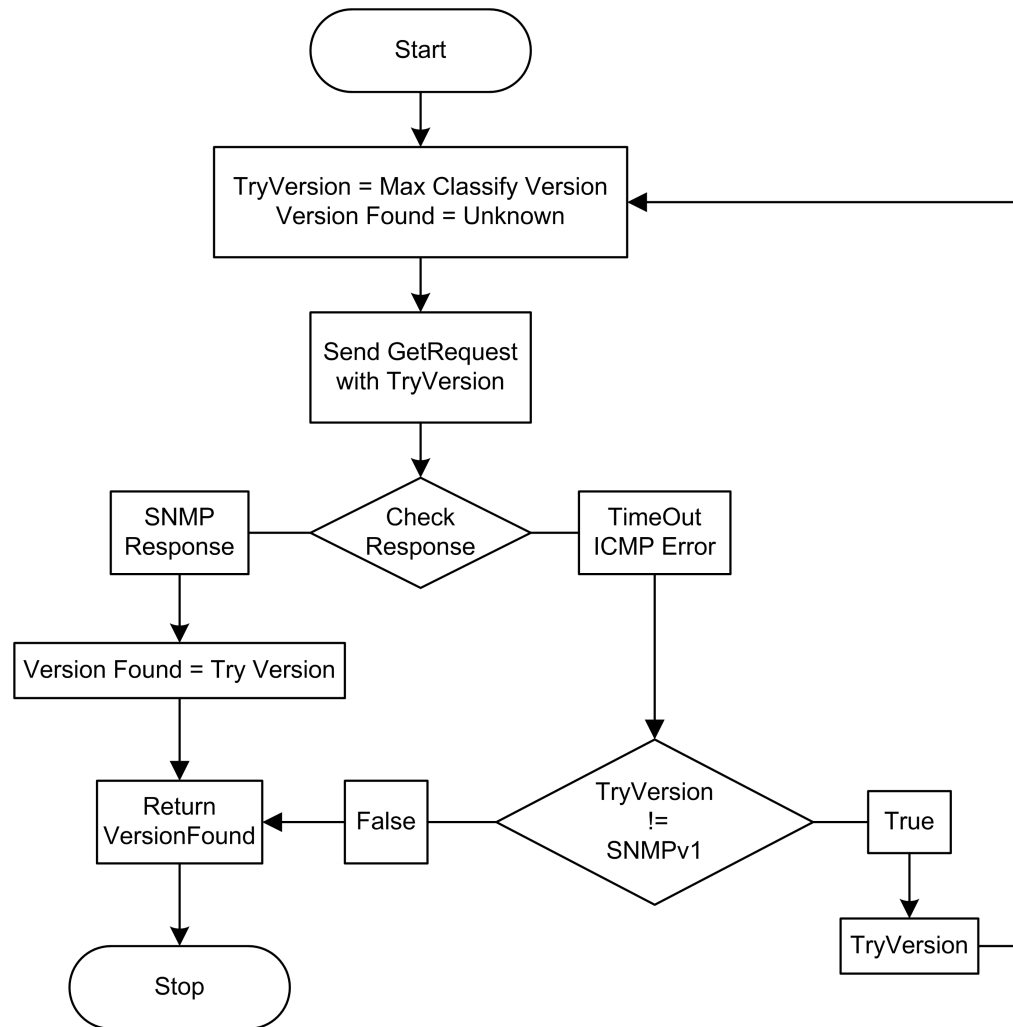 Start
TryVersion = Max Classify Version
Version Found = Unknown
Send GetRequest
with TryVersion
SNMP
Response
Check
Response
TimeOut
ICMP Error
Version Found = Try Version
Return
VersionFound
False
TryVersion
!=
SNMPv1
True
TryVersion
Stop